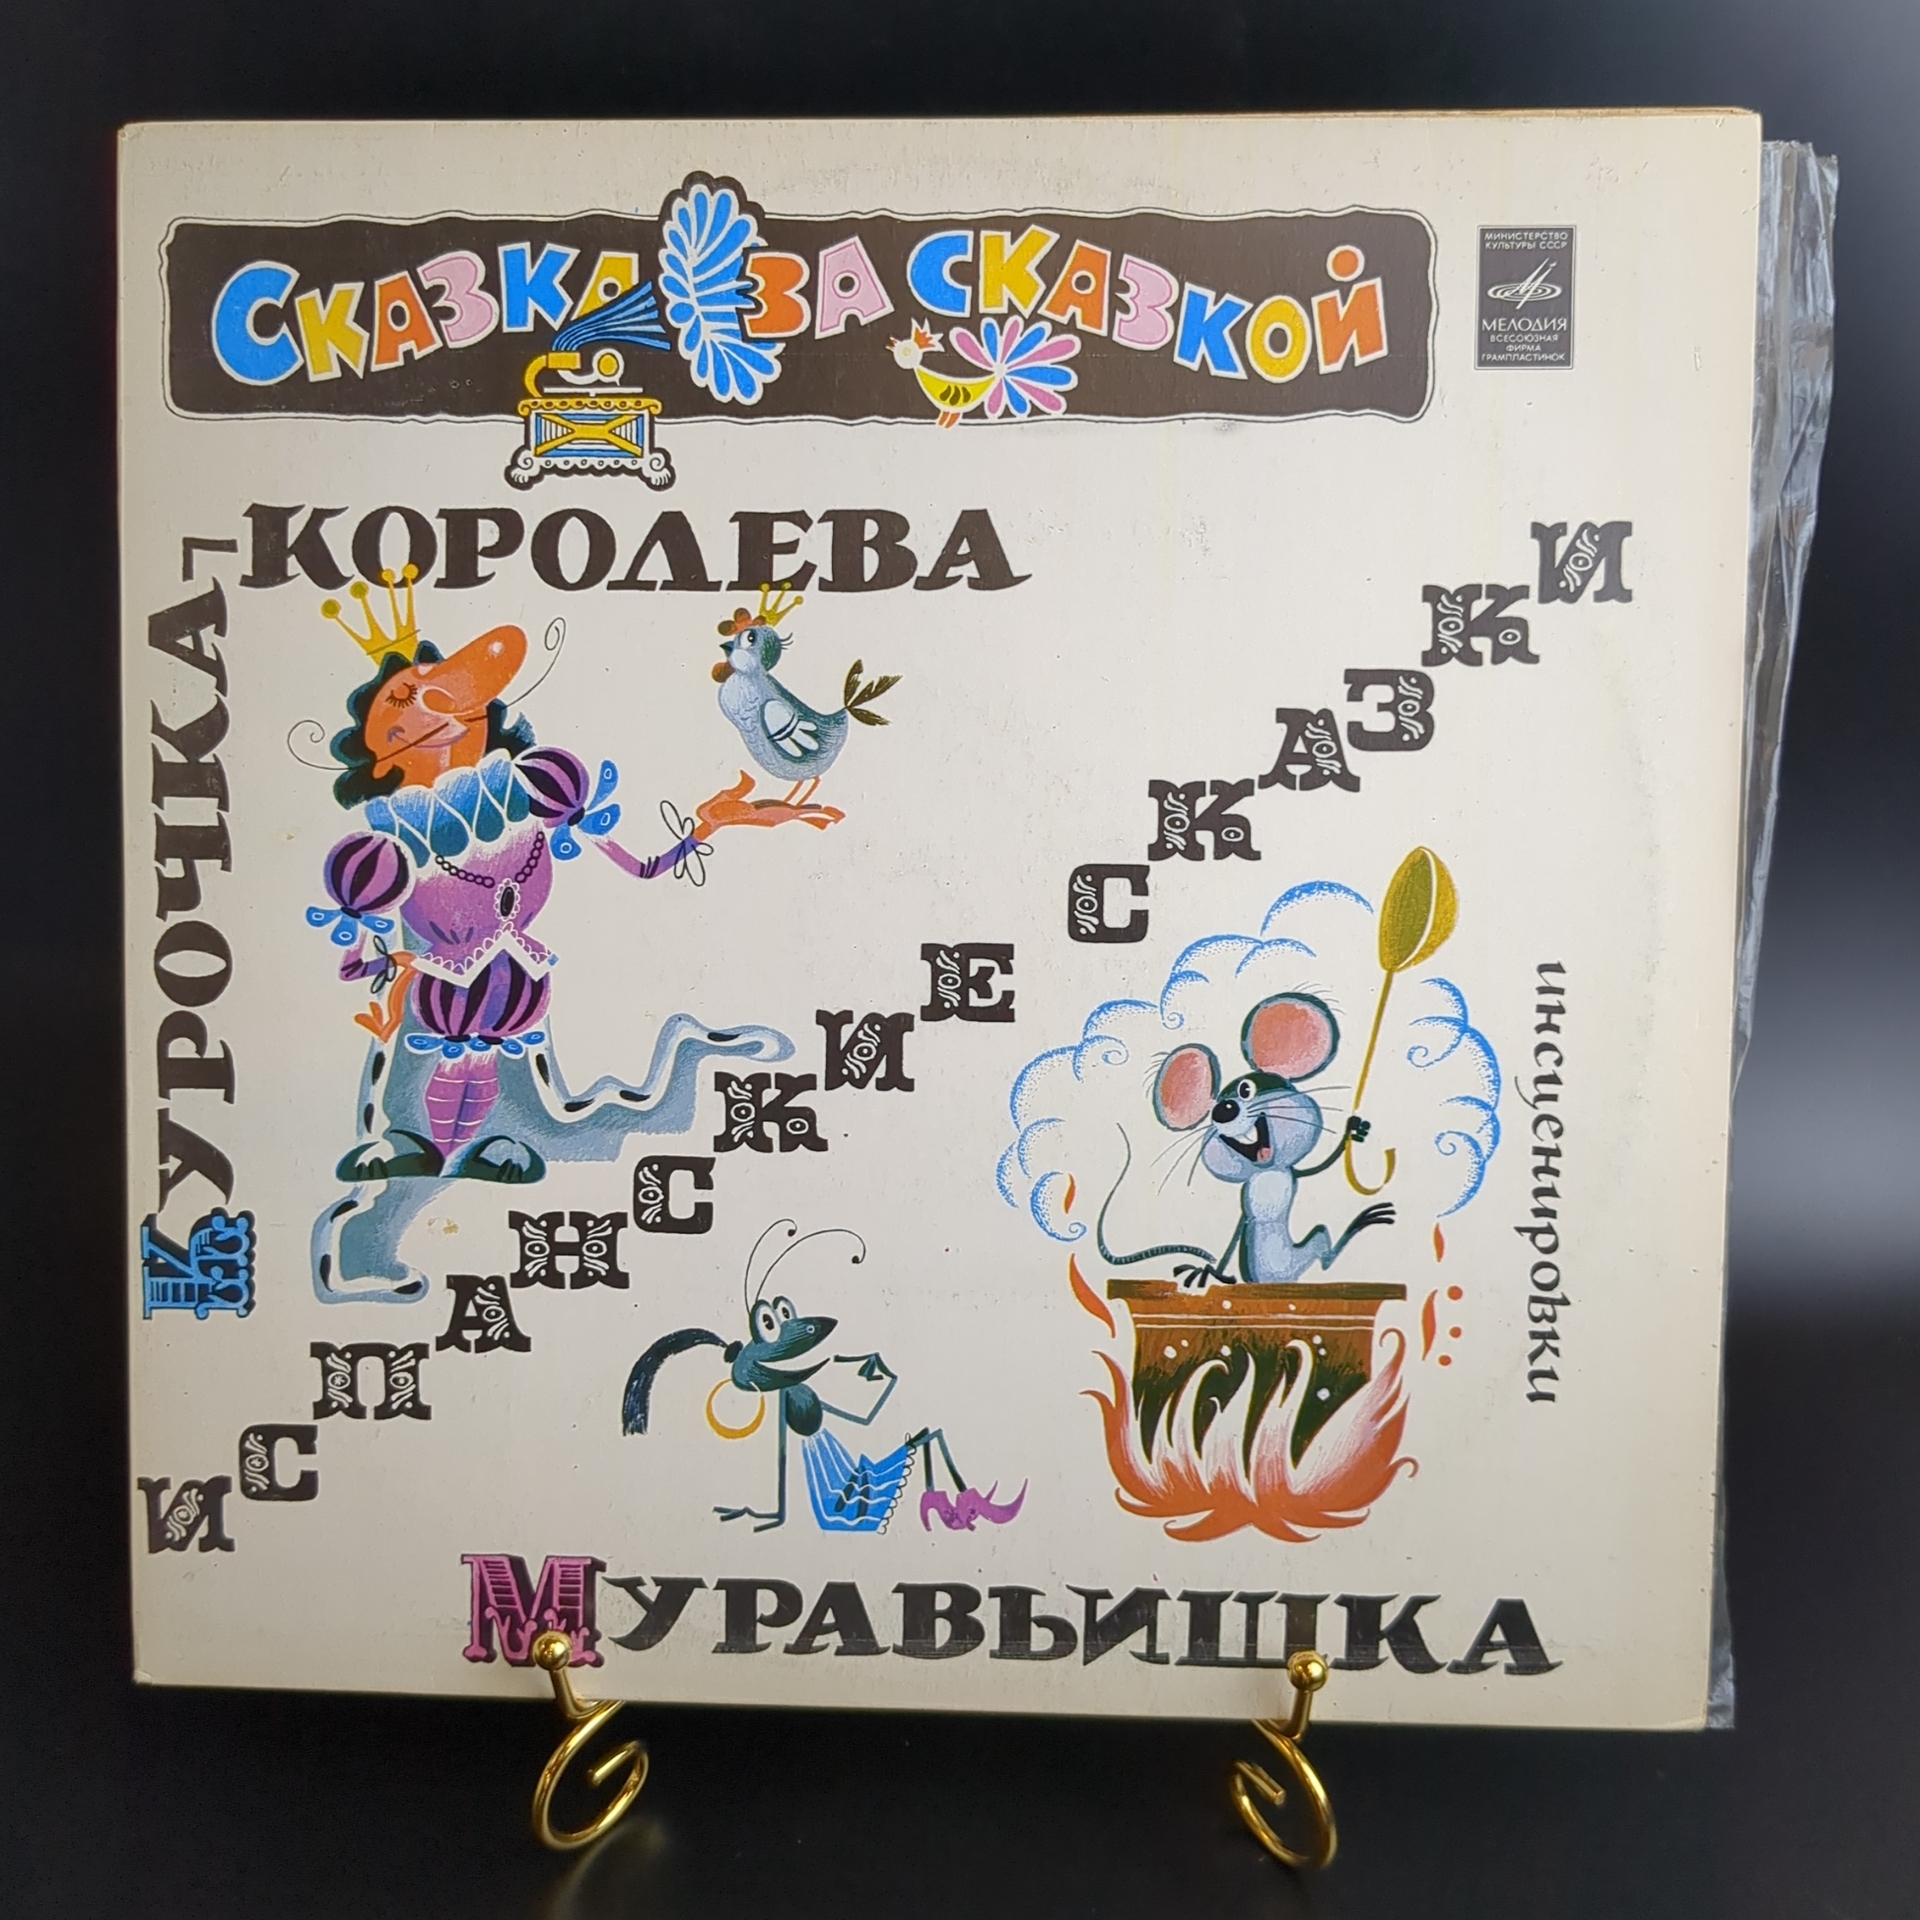 Сказка за сказкой
МИНИСТЕРСТВО
КУЛЬТУРЫ СССР
МЕЛОДИЯ
ВСЕСОЮЗНАЯ
ФИРМА
ГРАМПЛАСТИНОК
КУРОЧКА-
КОРОЛЕВА
ИСПАНСКИЕ СКАЗКИ
инсценировки
МУРАВЬИШКА